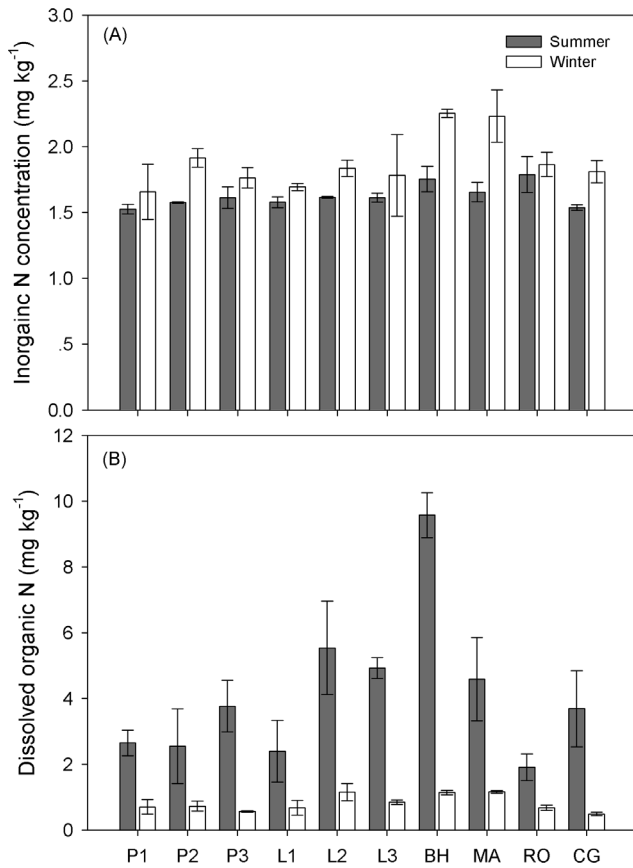 (A)
Summer
Winter
3.0
2.5
2.0
1.5
1.0
.5
0.0
Inorgainc N concentration (mg kg-1)
(B)
12
10
8
6
4
2
0
Dissolved organic N (mg kg-1)
P1 P2 P3 L1 L2 L3 BH MA RO CG